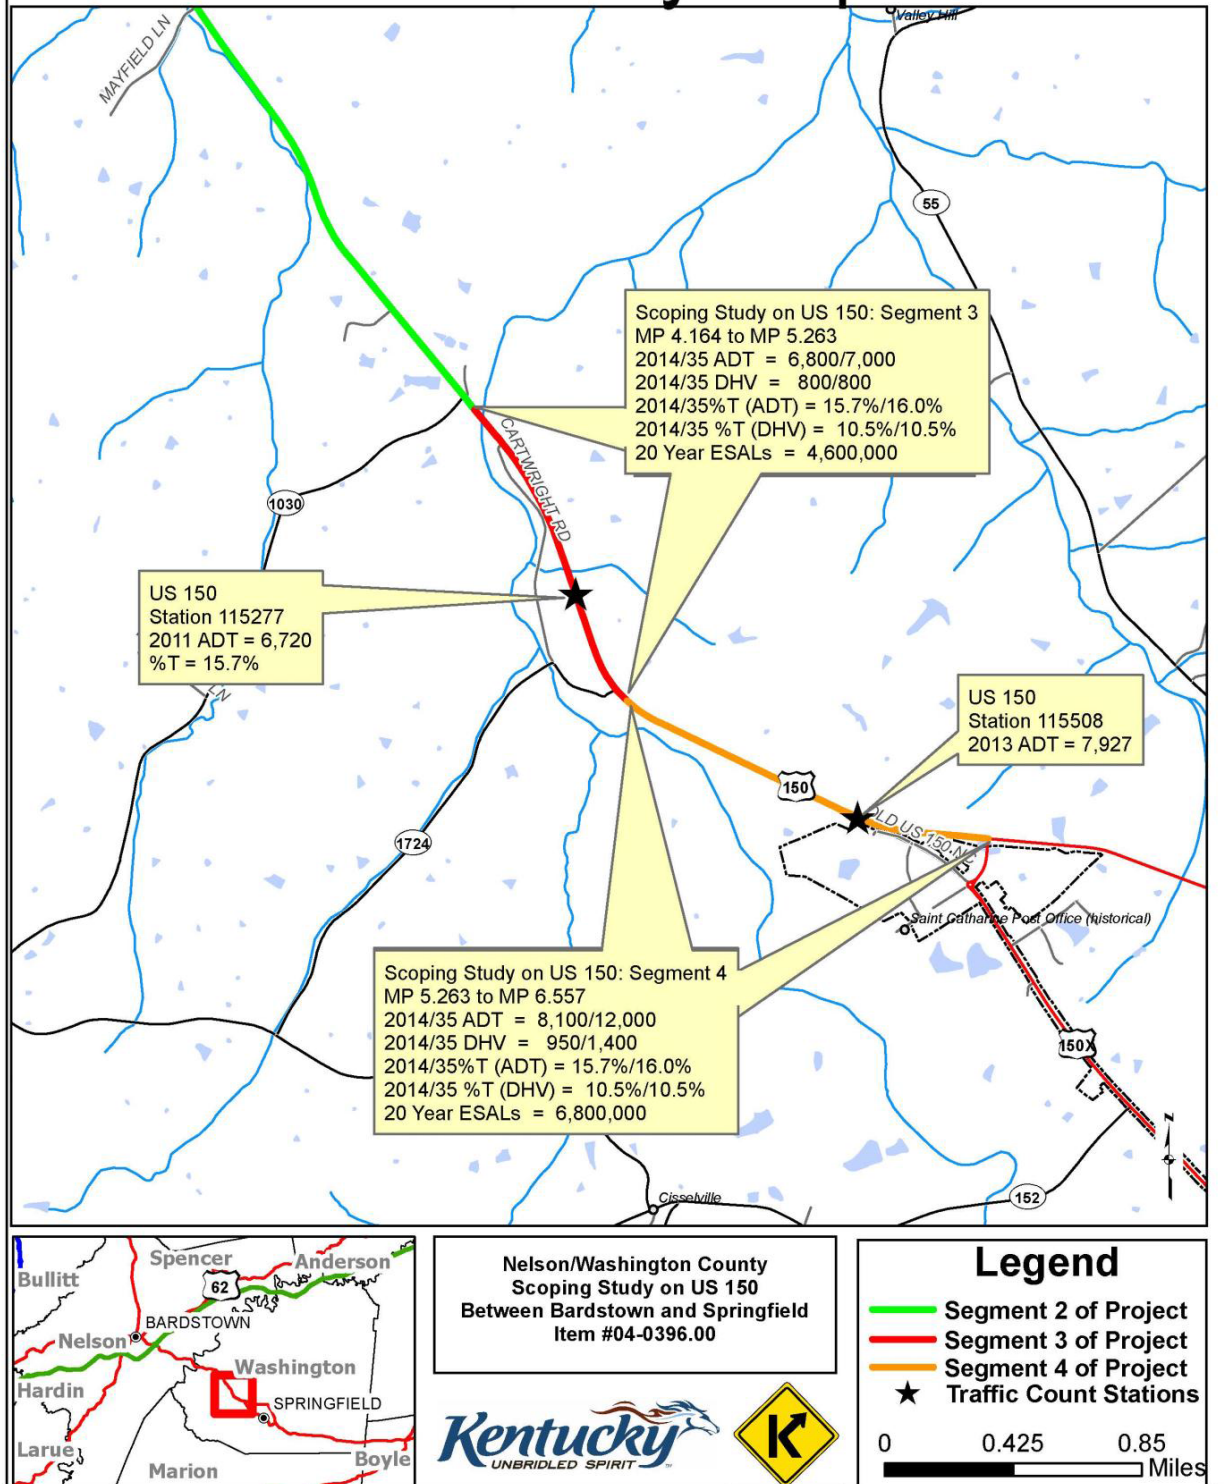 Valley Hill
MAYFIELD LN
55
Scoping Study on US 150: Segment 3
MP 4.164 to MP 5.263
2014/35 ADT = 6,800/7,000
2014/35 DHV = 800/800
2014/35%T (ADT) = 15.7%/16.0%
2014/35 %T (DHV) = 10.5%/10.5%
20 Year ESALs = 4,600,000
CARTWRIGHT RD
1030
US 150
Station 115277
2011 ADT = 6,720
%T = 15.7%
LN
US 150
Station 115508
2013 ADT = 7,927
150
OLD US 150 NC
1724
Saint Catharine Post Office (historical)
Scoping Study on US 150: Segment 4
MP 5.263 to MP 6.557
2014/35 ADT = 8,100/12,000
2014/35 DHV = 950/1,400
2014/35%T (ADT) = 15.7%/16.0%
2014/35 %T (DHV) = 10.5%/10.5%
20 Year ESALs = 6,800,000
150X
N
152
Cisselville
Spencer
Anderson
Bullitt
62
BARDSTOWN
Nelson
Washington
Hardin
SPRINGFIELD
Larue
Boyle
Marion
Nelson/Washington County
Scoping Study on US 150
Between Bardstown and Springfield
Item #04-0396.00
Kentucky
UNBRIDLED SPIRIT
K
Legend
Segment 2 of Project
Segment 3 of Project
Segment 4 of Project
Traffic Count Stations
0 0.425 0.85
Miles